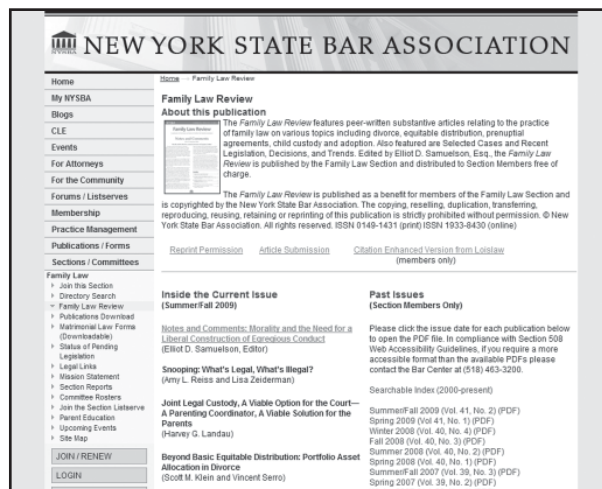 NYSBA
NEW YORK STATE BAR ASSOCIATION
Home
My NYSBA
Blogs
CLE
Events
For Attorneys
For the Community
Forums / Listserves
Membership
Practice Management
Publications / Forms
Sections / Committees
Family Law
Join this Section
Directory Search
Family Law Review
Publications Download
Matrimonial Law Forms
(Downloadable)
Status of Pending
Legislation
Legal Links
Mission Statement
Section Reports
Committee Rosters
Join the Section Listserve
Parent Education
Upcoming Events
Site Map
JOIN / RENEW
LOGIN
Home → Family Law Review
Family Law Review
About this publication
Family Law Review
The Family Law Review features peer-written substantive articles relating to the practice
of family law on various topics including divorce, equitable distribution, prenuptial
agreements, child custody and adoption. Also featured are Selected Cases and Recent
Legislation, Decisions, and Trends. Edited by Elliot D. Samuelson, Esq., the Family Law
Review is published by the Family Law Section and distributed to Section Members free of
charge.
The Family Law Review is published as a benefit for members of the Family Law Section and
is copyrighted by the New York State Bar Association. The copying, reselling, duplication, transferring,
reproducing, reusing, retaining or reprinting of this publication is strictly prohibited without permission. © New
York State Bar Association. All rights reserved. ISSN 0149-1431 (print) ISSN 1933-8430 (online)
Reprint Permission Article Submission Citation Enhanced Version from Loislaw
(members only)
Inside the Current Issue
(Summer/Fall 2009)
Notes and Comments: Morality and the Need for a
Liberal Construction of Egregious Conduct
(Elliot D. Samuelson, Editor)
Snooping: What's Legal, What's Illegal?
(Amy L. Reiss and Lisa Zeiderman)
Joint Legal Custody, A Viable Option for the Court—
A Parenting Coordinator, A Viable Solution for the
Parents
(Harvey G. Landau)
Beyond Basic Equitable Distribution: Portfolio Asset
Allocation in Divorce
(Scott M. Klein and Vincent Serro)
Past Issues
(Section Members Only)
Please click the issue date for each publication below
to open the PDF file. In compliance with Section 508
Web Accessibility Guidelines, if you require a more
accessible format than the available PDFs please
contact the Bar Center at (518) 463-3200.
Searchable Index (2000-present)
Summer/Fall 2009 (Vol. 41, No. 2) (PDF)
Spring 2009 (Vol 41, No. 1) (PDF)
Winter 2008 (Vol. 40, No. 4) (PDF)
Fall 2008 (Vol. 40, No. 3) (PDF)
Summer 2008 (Vol. 40, No. 2) (PDF)
Spring 2008 (Vol. 40, No. 1) (PDF)
Summer/Fall 2007 (Vol. 39, No. 3) (PDF)
Spring 2007 (Vol. 39, No. 2) (PDF)